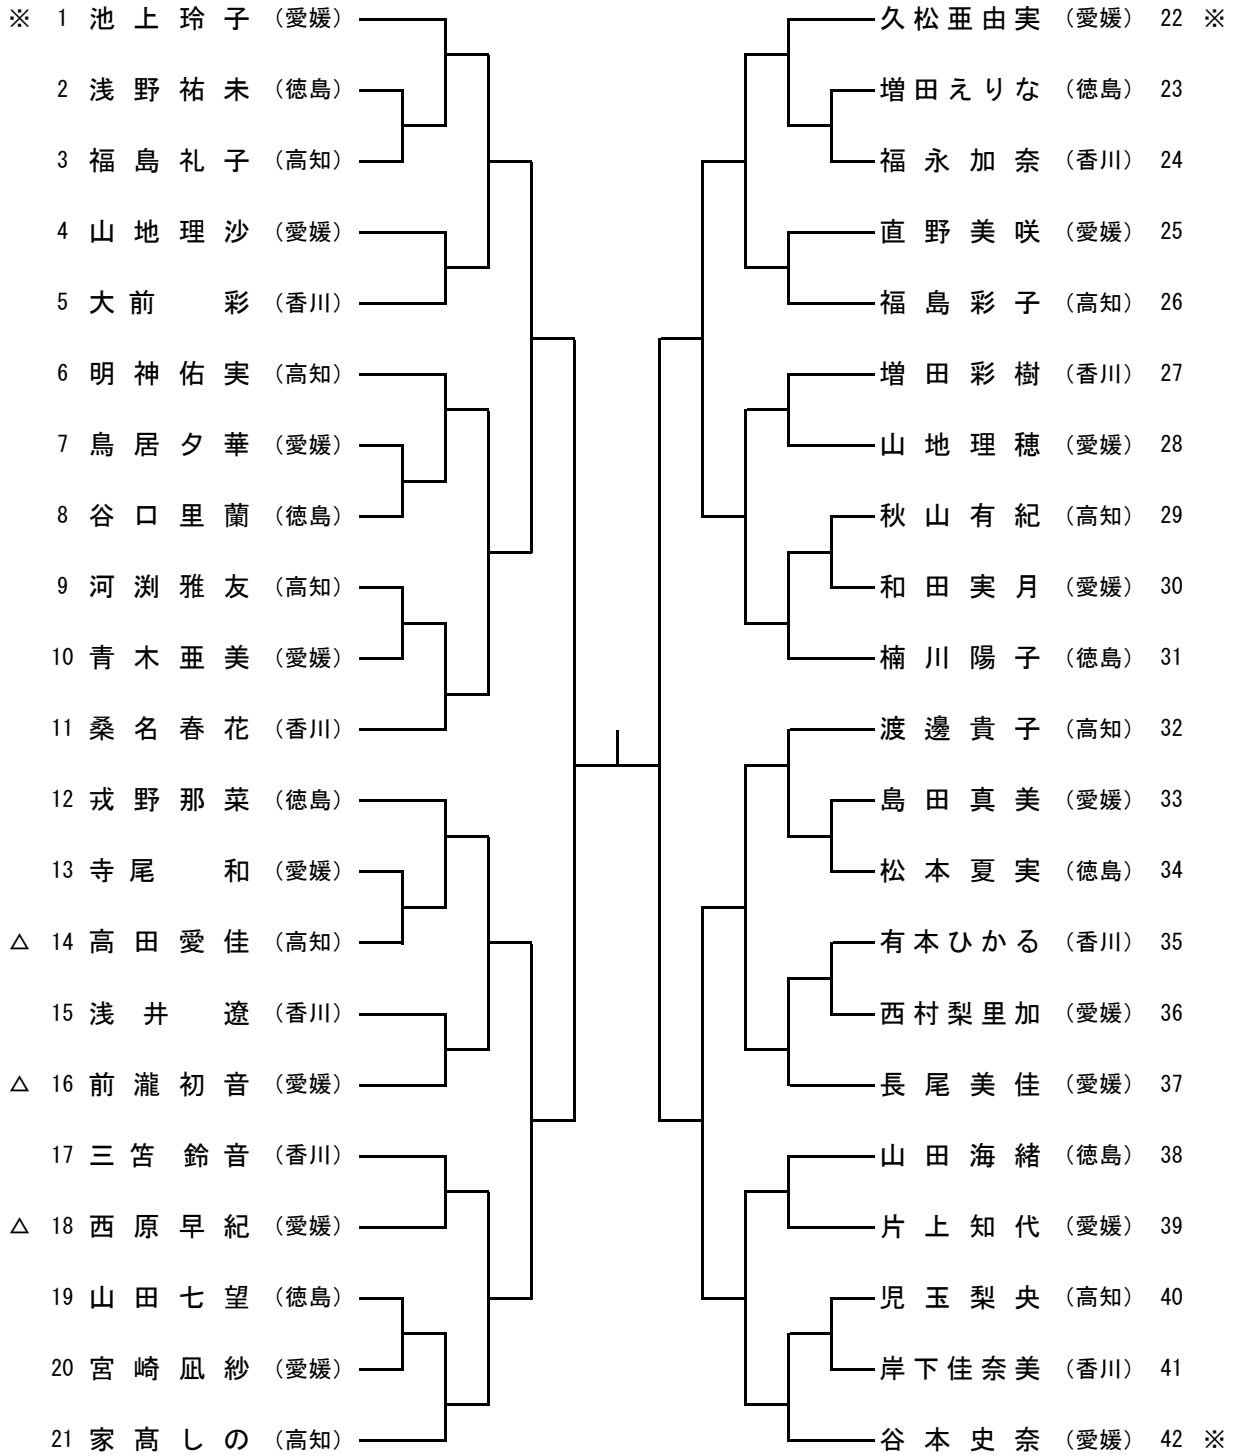 ※ 1 池上玲子 (愛媛)
2 浅野祐未 (徳島)
3 福島礼子 (高知)
4 山地理沙 (愛媛)
5 大前 彩 (香川)
6 明神佑実 (高知)
7 鳥居夕華 (愛媛)
8 谷口里蘭 (徳島)
9 河渕雅友 (高知)
10 青木亜美 (愛媛)
11 桑名春花 (香川)
12 戎野那菜 (徳島)
13 寺尾 和 (愛媛)
△ 14 高田愛佳 (高知)
15 浅井 遼 (香川)
△ 16 前瀧初音 (愛媛)
17 三笘鈴音 (香川)
△ 18 西原早紀 (愛媛)
19 山田七望 (徳島)
20 宮崎凪紗 (愛媛)
21 家髙しの (高知)
久松亜由実 (愛媛) 22 ※
増田えりな (徳島) 23
福永加奈 (香川) 24
直野美咲 (愛媛) 25
福島彩子 (高知) 26
増田彩樹 (香川) 27
山地理穂 (愛媛) 28
秋山有紀 (高知) 29
和田実月 (愛媛) 30
楠川陽子 (徳島) 31
渡邊貴子 (高知) 32
島田真美 (愛媛) 33
松本夏実 (徳島) 34
有本ひかる (香川) 35
西村梨里加 (愛媛) 36
長尾美佳 (愛媛) 37
山田海緒 (徳島) 38
片上知代 (愛媛) 39
児玉梨央 (高知) 40
岸下佳奈美 (香川) 41
谷本史奈 (愛媛) 42 ※